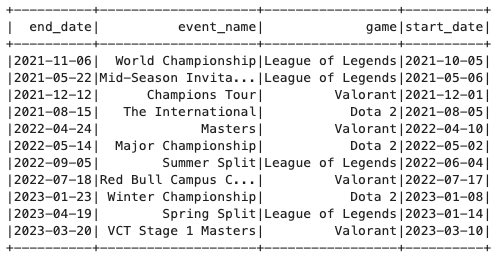 +----------+--------------------+-----------------+----------+
|  end_date|          event_name|             game|start_date|
+----------+--------------------+-----------------+----------+
|2021-11-06|  World Championship|League of Legends|2021-10-05|
|2021-05-22|Mid-Season Invita...|League of Legends|2021-05-06|
|2021-12-12|      Champions Tour|         Valorant|2021-12-01|
|2021-08-15|   The International|           Dota 2|2021-08-05|
|2022-04-24|             Masters|         Valorant|2022-04-10|
|2022-05-14|  Major Championship|           Dota 2|2022-05-02|
|2022-09-05|        Summer Split|League of Legends|2022-06-04|
|2022-07-18|Red Bull Campus C...|         Valorant|2022-07-17|
|2023-01-23| Winter Championship|           Dota 2|2023-01-08|
|2023-04-19|        Spring Split|League of Legends|2023-01-14|
|2023-03-20| VCT Stage 1 Masters|         Valorant|2023-03-10|
+----------+--------------------+-----------------+----------+